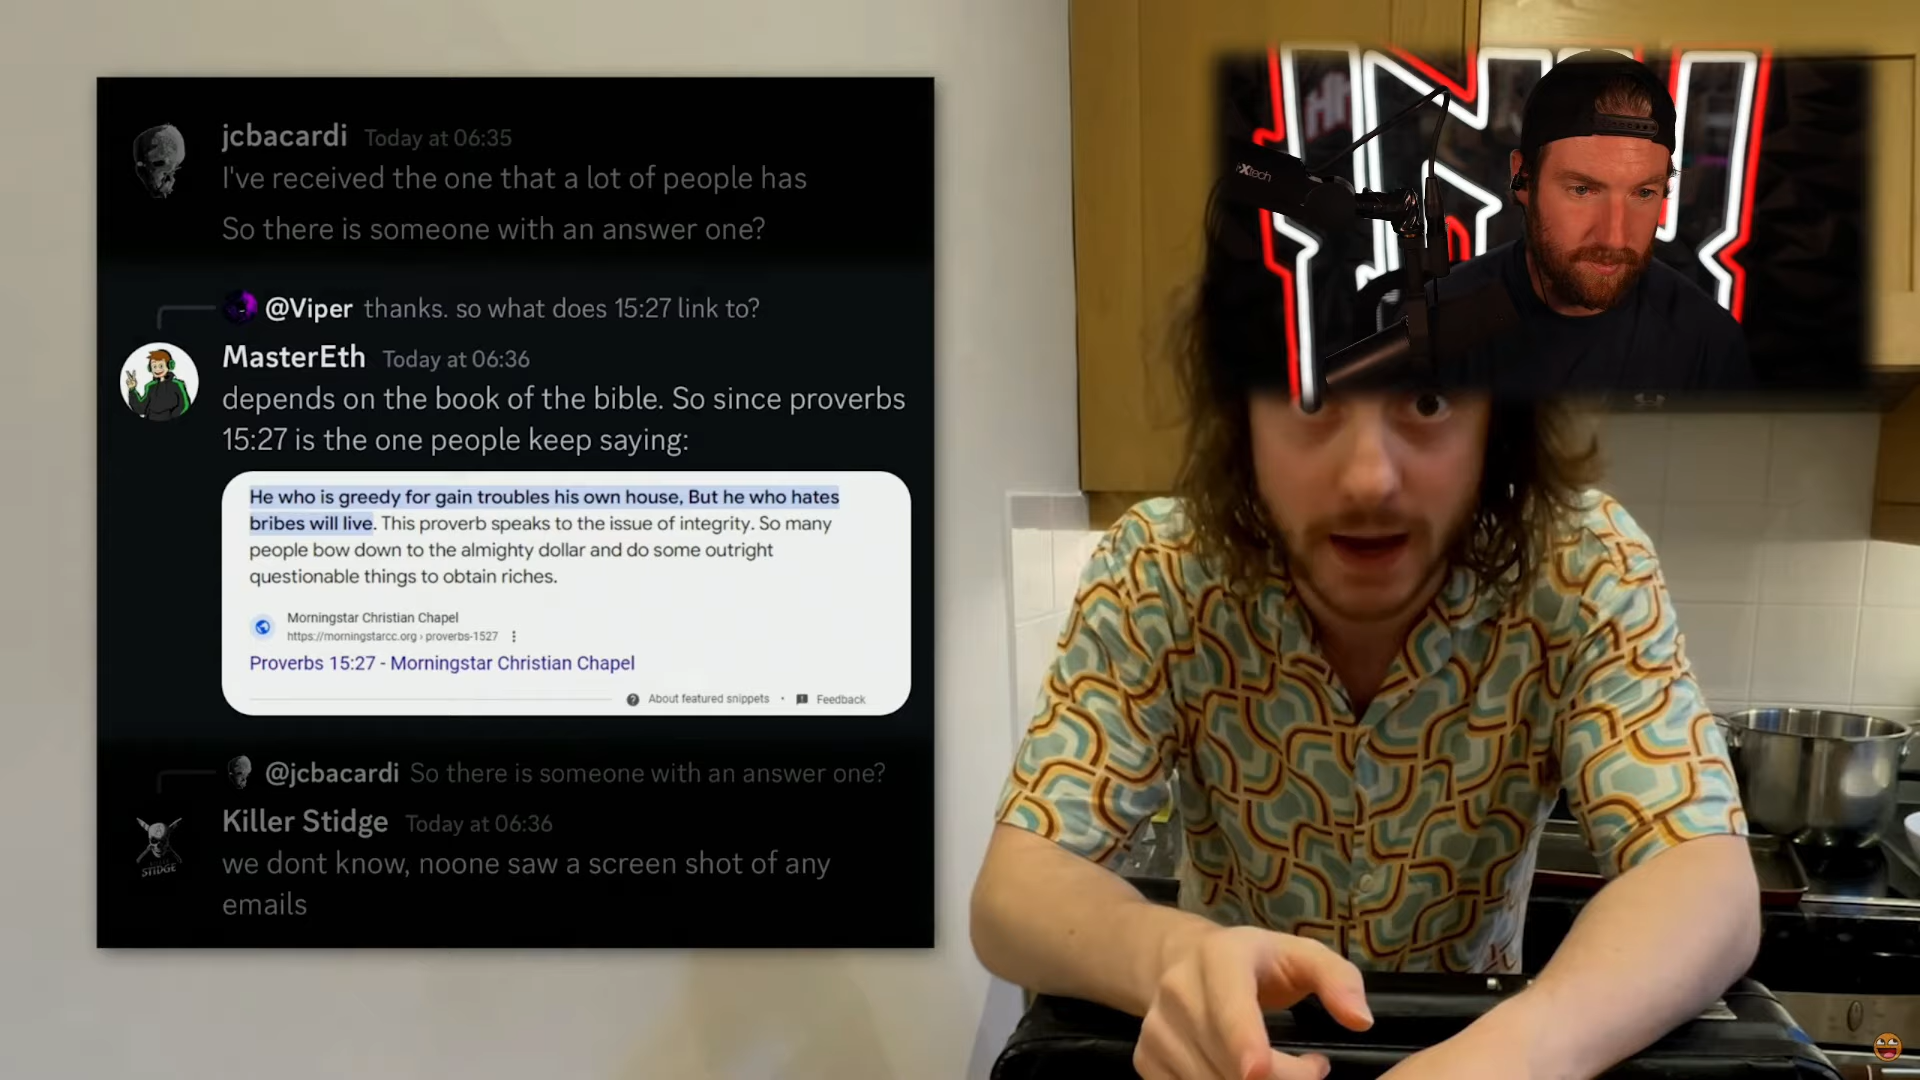 jcbacardi Today at 06:35
I've received the one that a lot of people has
So there is someone with an answer one?
@Viper thanks. so what does 15:27 link to?
MasterEth Today at 06:36
depends on the book of the bible. So since proverbs
15:27 is the one people keep saying:
He who is greedy for gain troubles his own house, But he who hates
bribes will live. This proverb speaks to the issue of integrity. So many
people bow down to the almighty dollar and do some outright
questionable things to obtain riches.
Morningstar Christian Chapel
https://morningstarcc.org › proverbs-1527
Proverbs 15:27 - Morningstar Christian Chapel
About featured snippets • Feedback
@jcbacardi So there is someone with an answer one?
Killer Stidge Today at 06:36
STIDGE
we dont know, noone saw a screen shot of any
emails